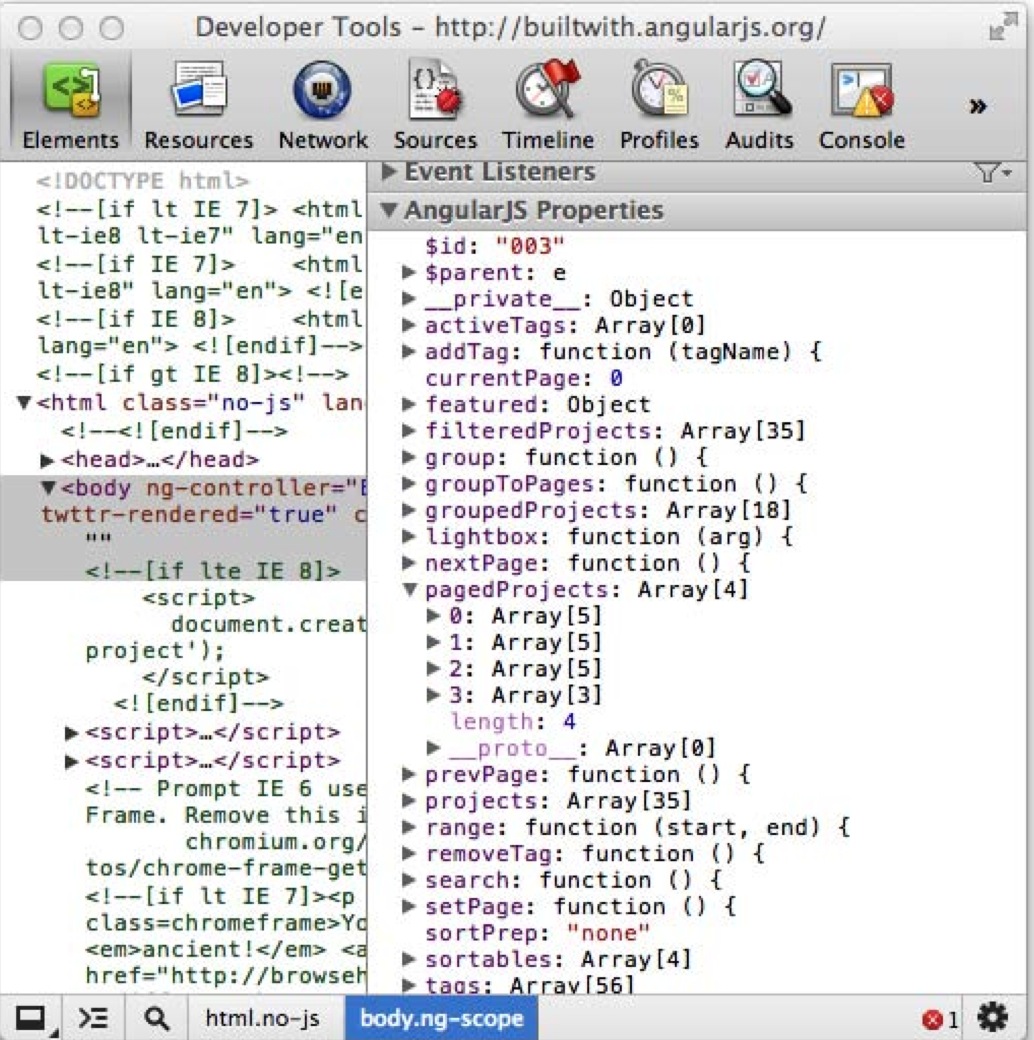 Developer Tools – http://builtwith.angularjs.org/
Elements Resources Network Sources Timeline Profiles Audits Console »
<!DOCTYPE html>
<!--[if lt IE 7]> <html
lt-ie8 lt-ie7" lang="en
<!--[if IE 7]> <html
lt-ie8" lang="en"> <![e
<!--[if IE 8]> <html
lang="en"> <![endif]-->
<!--[if gt IE 8]><!-->
▼<html class="no-js" lan
<!--<![endif]-->
▶<head>…</head>
▼<body ng-controller="
twttr-rendered="true" c
""
<!--[if lte IE 8]>
<script>
document.creat
project');
</script>
<![endif]-->
▶<script>…</script>
▶<script>…</script>
<!-- Prompt IE 6 use
Frame. Remove this i
chromium.org/
tos/chrome-frame-get
<!--[if lt IE 7]><p
class=chromeframe>Yo
<em>ancient!</em> <a
href="http://browseh
▶Event Listeners
▼AngularJS Properties
$id: "003"
▶$parent: e
▶__private__: Object
▶activeTags: Array[0]
▶addTag: function (tagName) {
currentPage: 0
▶featured: Object
▶filteredProjects: Array[35]
▶group: function () {
▶groupToPages: function () {
▶groupedProjects: Array[18]
▶lightbox: function (arg) {
▶nextPage: function () {
▼pagedProjects: Array[4]
▶0: Array[5]
▶1: Array[5]
▶2: Array[5]
▶3: Array[3]
length: 4
▶__proto__: Array[0]
▶prevPage: function () {
▶projects: Array[35]
▶range: function (start, end) {
▶removeTag: function () {
▶search: function () {
▶setPage: function () {
sortPrep: "none"
▶sortables: Array[4]
▶tags: Array[56]
html.no-js body.ng-scope 1